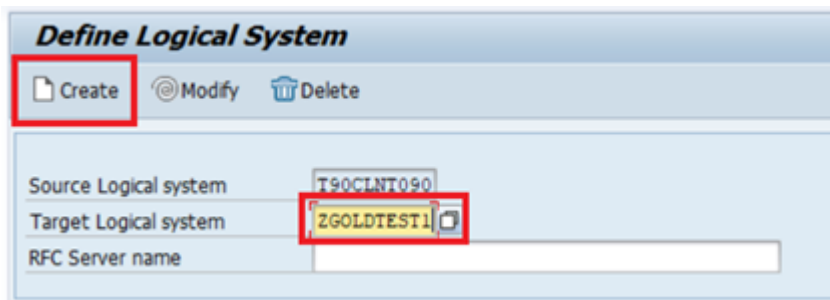 Define Logical System
Create Modify Delete
Source Logical system T90CLNT090
Target Logical system ZGOLDTEST1
RFC Server name